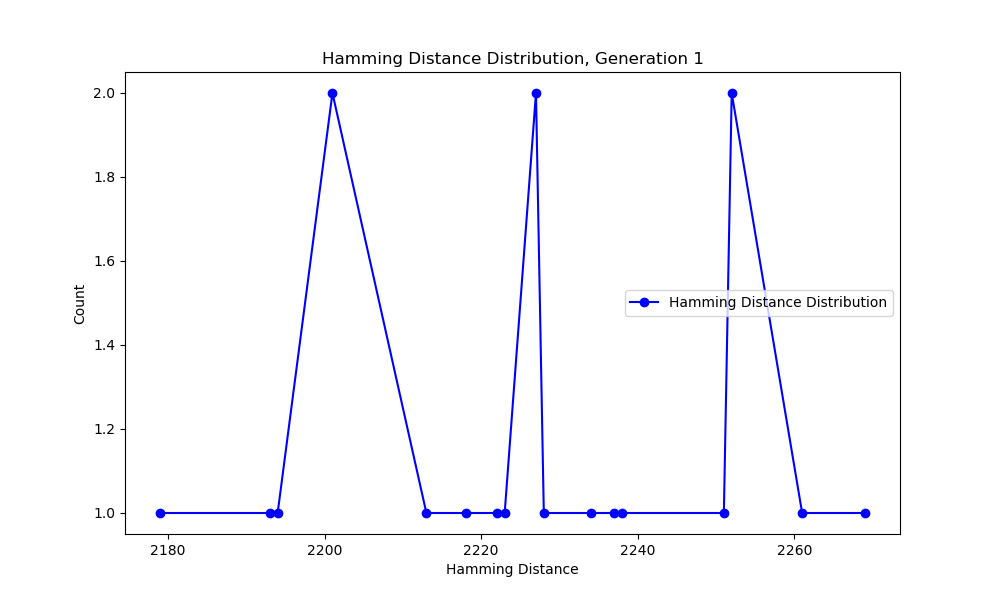 Hamming Distance Distribution, Generation 1
Count
2.0
1.8
1.6
1.4
1.2
1.0
Hamming Distance Distribution
2180 2200 2220 2240 2260
Hamming Distance